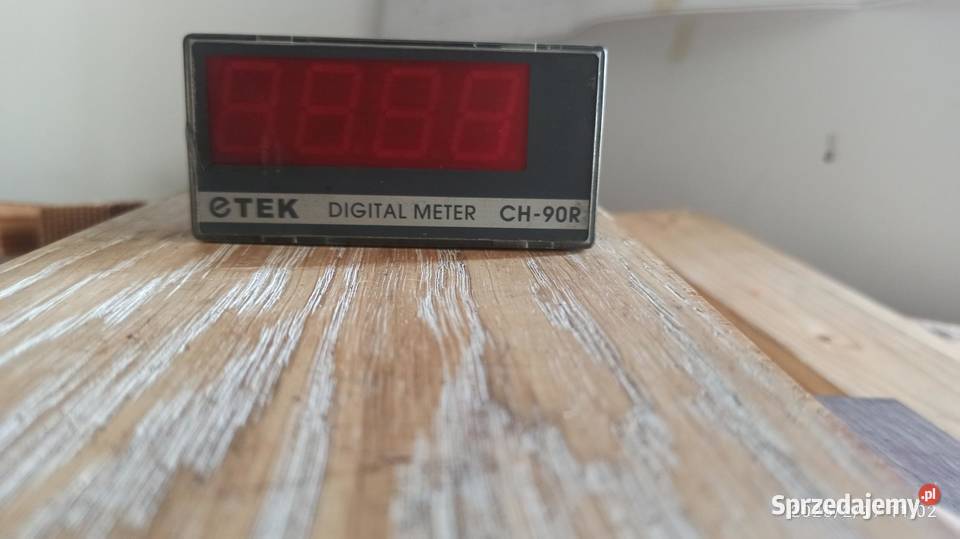 eTEK DIGITAL METER CH-90R
Sprzedajemy.pl